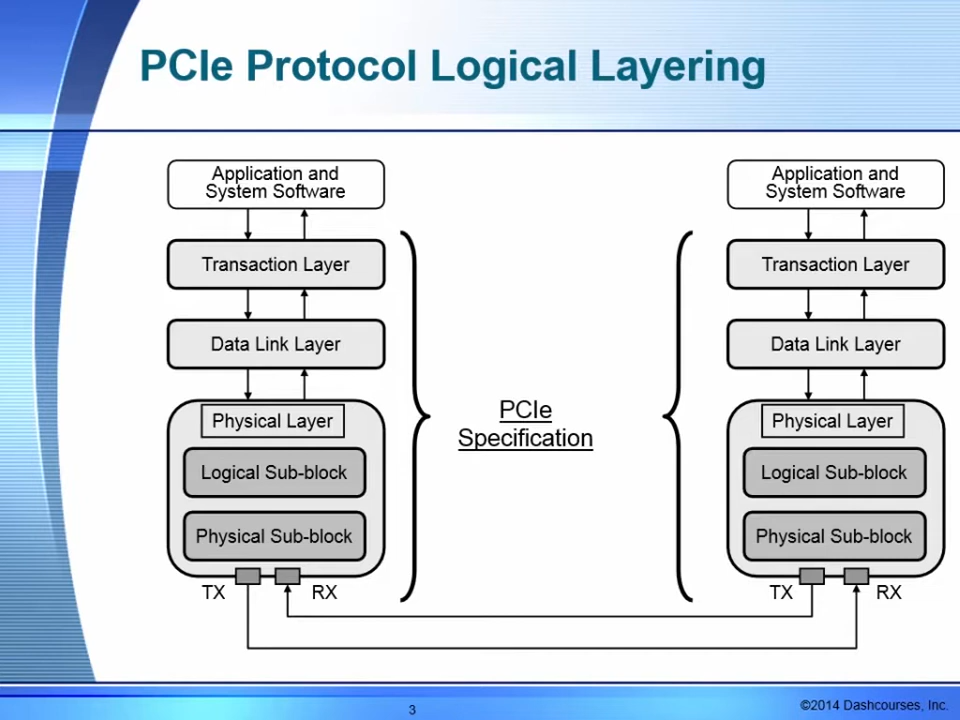 PCIe Protocol Logical Layering
Application and
System Software
Transaction Layer
Data Link Layer
Physical Layer
Logical Sub-block
Physical Sub-block
TX
RX
PCIe
Specification
Application and
System Software
Transaction Layer
Data Link Layer
Physical Layer
Logical Sub-block
Physical Sub-block
TX
RX
3
©2014 Dashcourses, Inc.